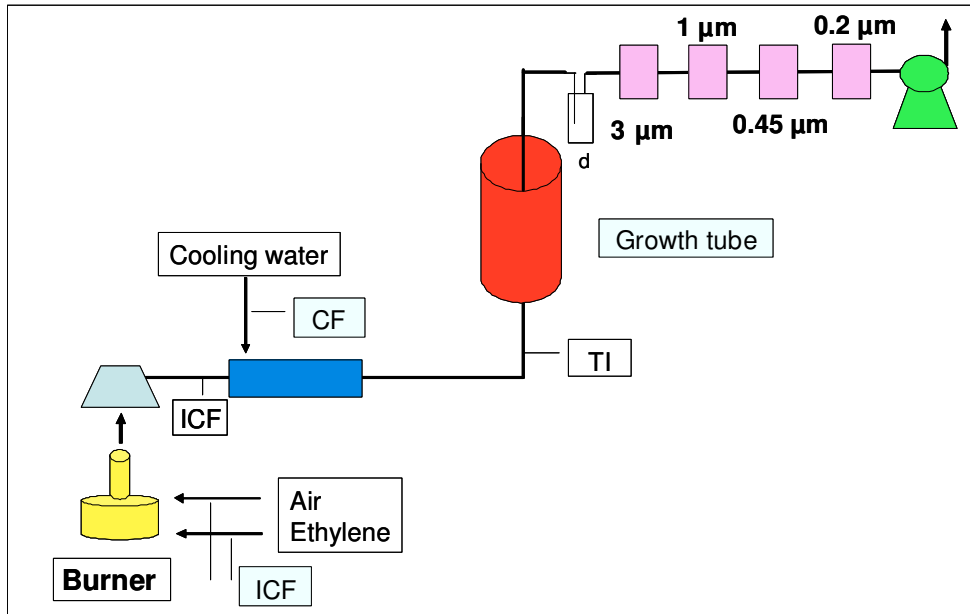 1 µm
0.2 µm
3 µm
0.45 µm
d
Growth tube
Cooling water
CF
TI
ICF
Air
Ethylene
Burner
ICF